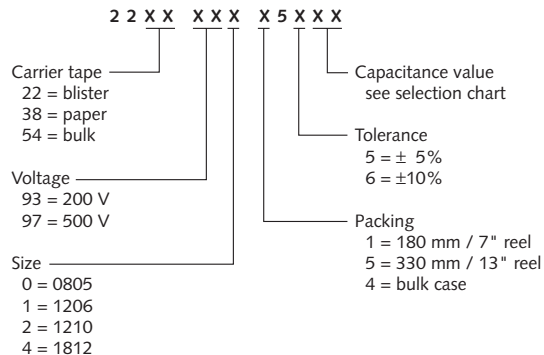 2 2 X X X X X X 5 X X X
Carrier tape
22 = blister
38 = paper
54 = bulk
Voltage
93 = 200 V
97 = 500 V
Size
0 = 0805
1 = 1206
2 = 1210
4 = 1812
Capacitance value
see selection chart
Tolerance
5 = ± 5%
6 = ±10%
Packing
1 = 180 mm / 7" reel
5 = 330 mm / 13" reel
4 = bulk case